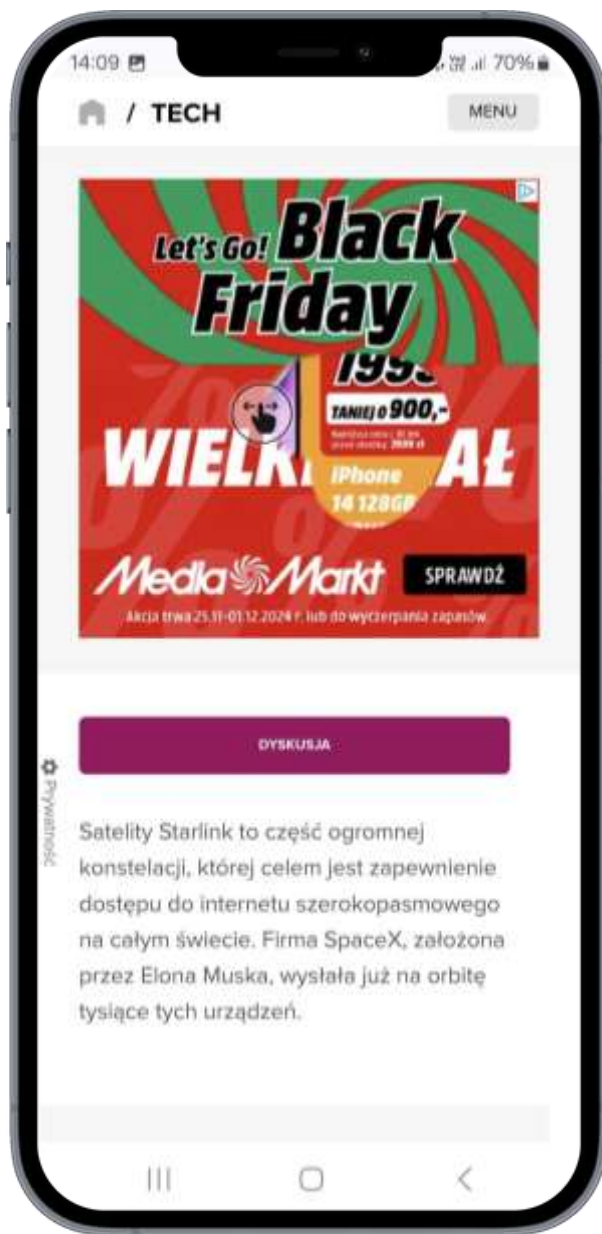 14:09 70%
/ TECH
MENU
Let's Go! Black
Friday
TANIEJ O 900,-
WIELKI AŁ
iPhone
14 128GB
Media Markt
SPRAWDŹ
Akcja trwa 25.11-01.12.2024 r. lub do wyczerpania zapasów.
DYSKUSJA
Prywatność
Satelity Starlink to część ogromnej
konstelacji, której celem jest zapewnienie
dostępu do internetu szerokopasmowego
na całym świecie. Firma SpaceX, założona
przez Elona Muska, wysłała już na orbitę
tysiące tych urządzeń.